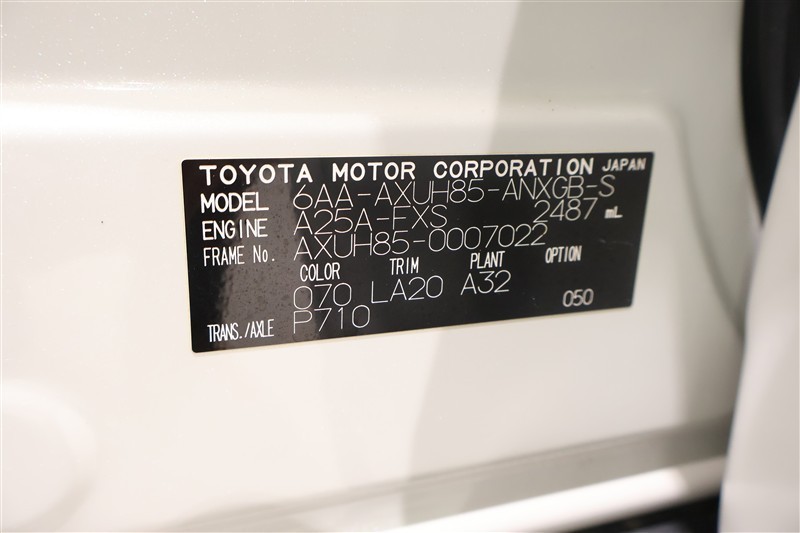 TOYOTA MOTOR CORPORATION JAPAN
MODEL 6AA-AXUH85-ANXGB-S
ENGINE A25A-FXS 2487 mL
FRAME No. AXUH85-0007022
COLOR TRIM PLANT OPTION
070 LA20 A32 050
TRANS./AXLE P710